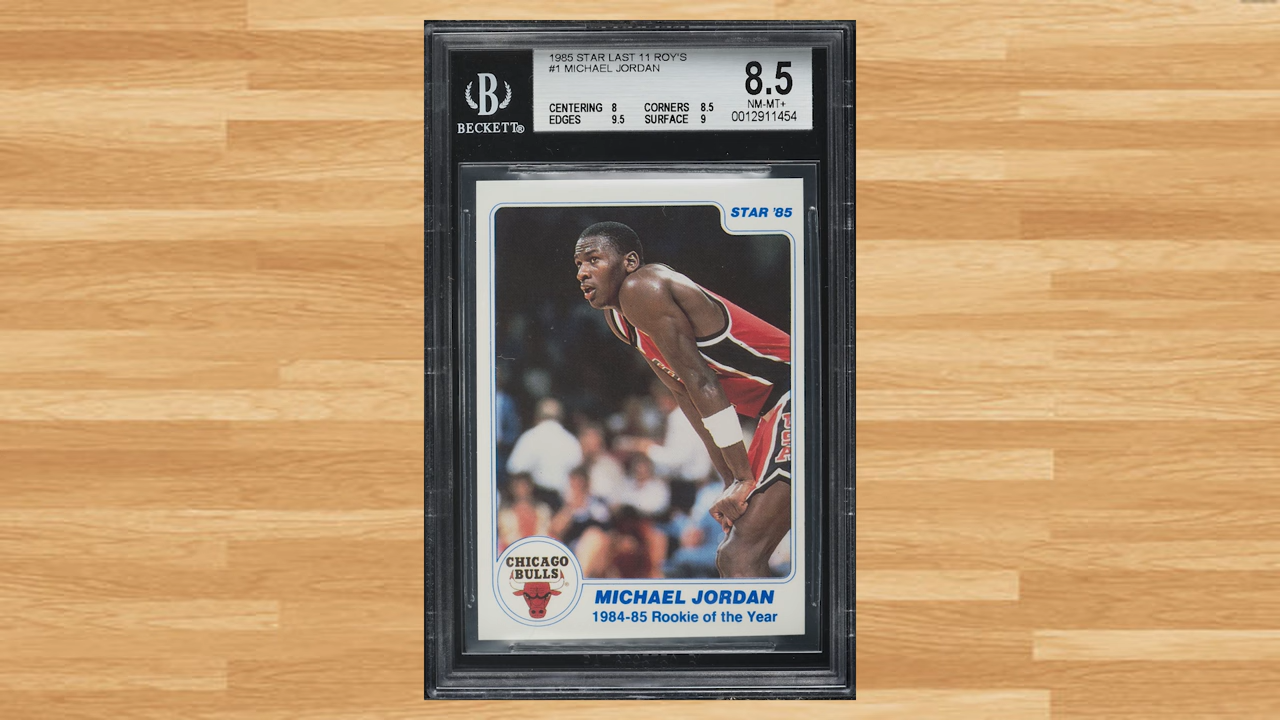 1985 STAR LAST 11 ROY'S
#1 MICHAEL JORDAN
8.5
NM-MT+
0012911454
CENTERING 8 CORNERS 8.5
EDGES 9.5 SURFACE 9
B
BECKETT®
STAR '85
CHICAGO
BULLS
MICHAEL JORDAN
1984-85 Rookie of the Year